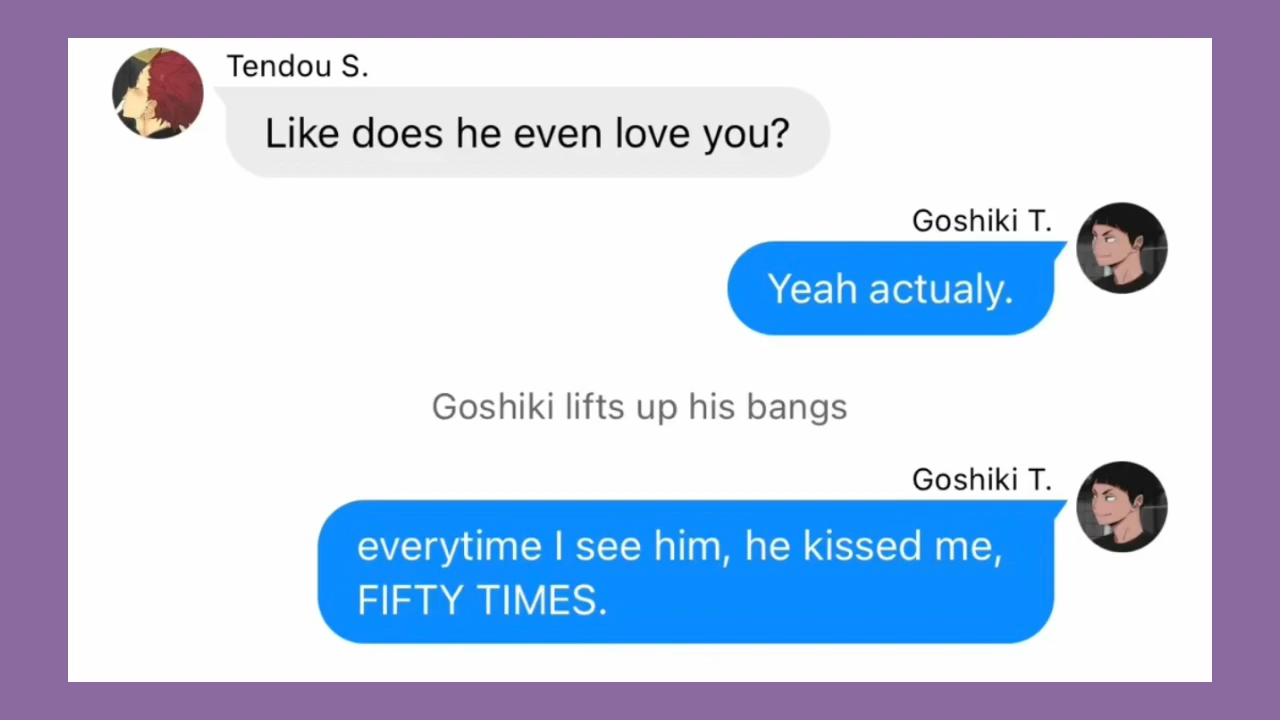 Tendou S.
Like does he even love you?
Goshiki T.
Yeah actualy.
Goshiki lifts up his bangs
Goshiki T.
everytime I see him, he kissed me,
FIFTY TIMES.